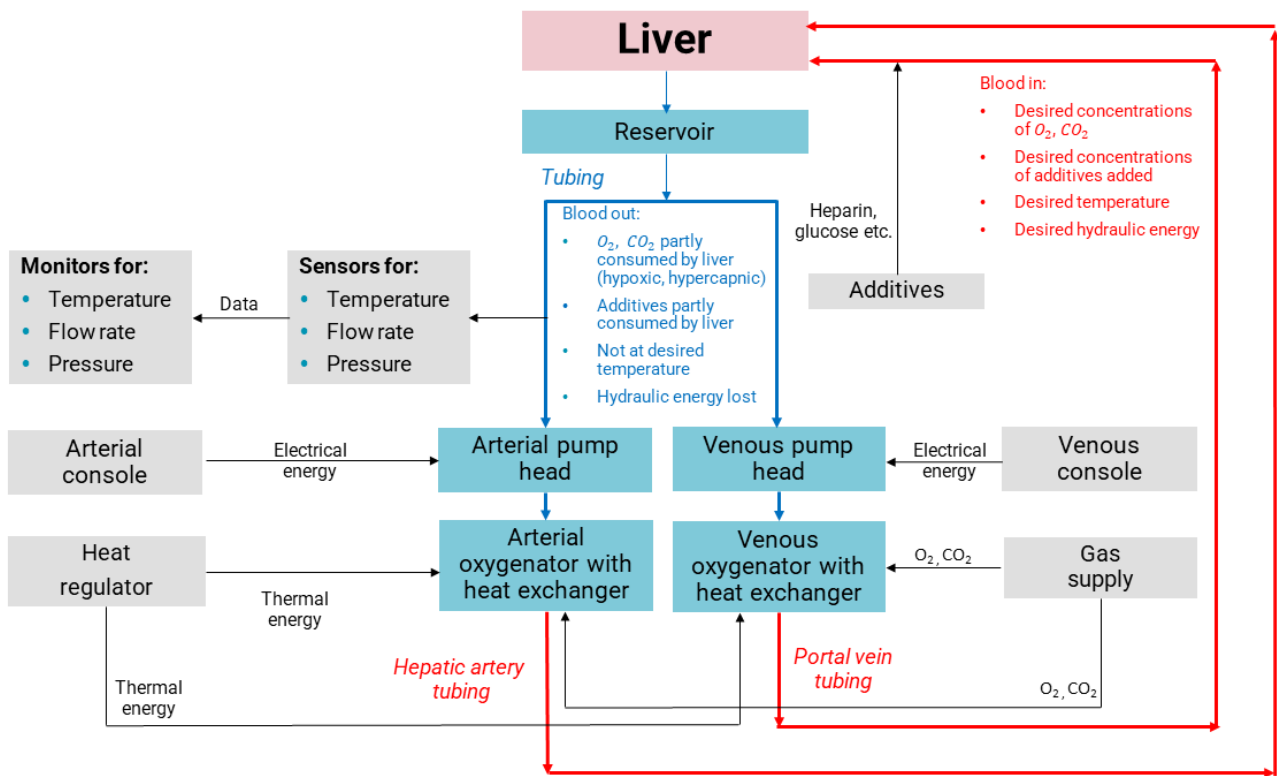 Liver
Reservoir
Tubing
Blood out:
• O₂, CO₂ partly
consumed by liver
(hypoxic, hypercapnic)
• Additives partly
consumed by liver
• Not at desired
temperature
• Hydraulic energy lost
Blood in:
• Desired concentrations
of O₂, CO₂
• Desired concentrations
of additives added
• Desired temperature
• Desired hydraulic energy
Heparin,
glucose etc.
Additives
Monitors for:
• Temperature
• Flow rate
• Pressure
Data
Sensors for:
• Temperature
• Flow rate
• Pressure
Arterial
console
Electrical
energy
Arterial pump
head
Venous pump
head
Electrical
energy
Venous
console
Heat
regulator
Thermal
energy
Arterial
oxygenator with
heat exchanger
Venous
oxygenator with
heat exchanger
O₂, CO₂
Gas
supply
Thermal
energy
Hepatic artery
tubing
Portal vein
tubing
O₂, CO₂